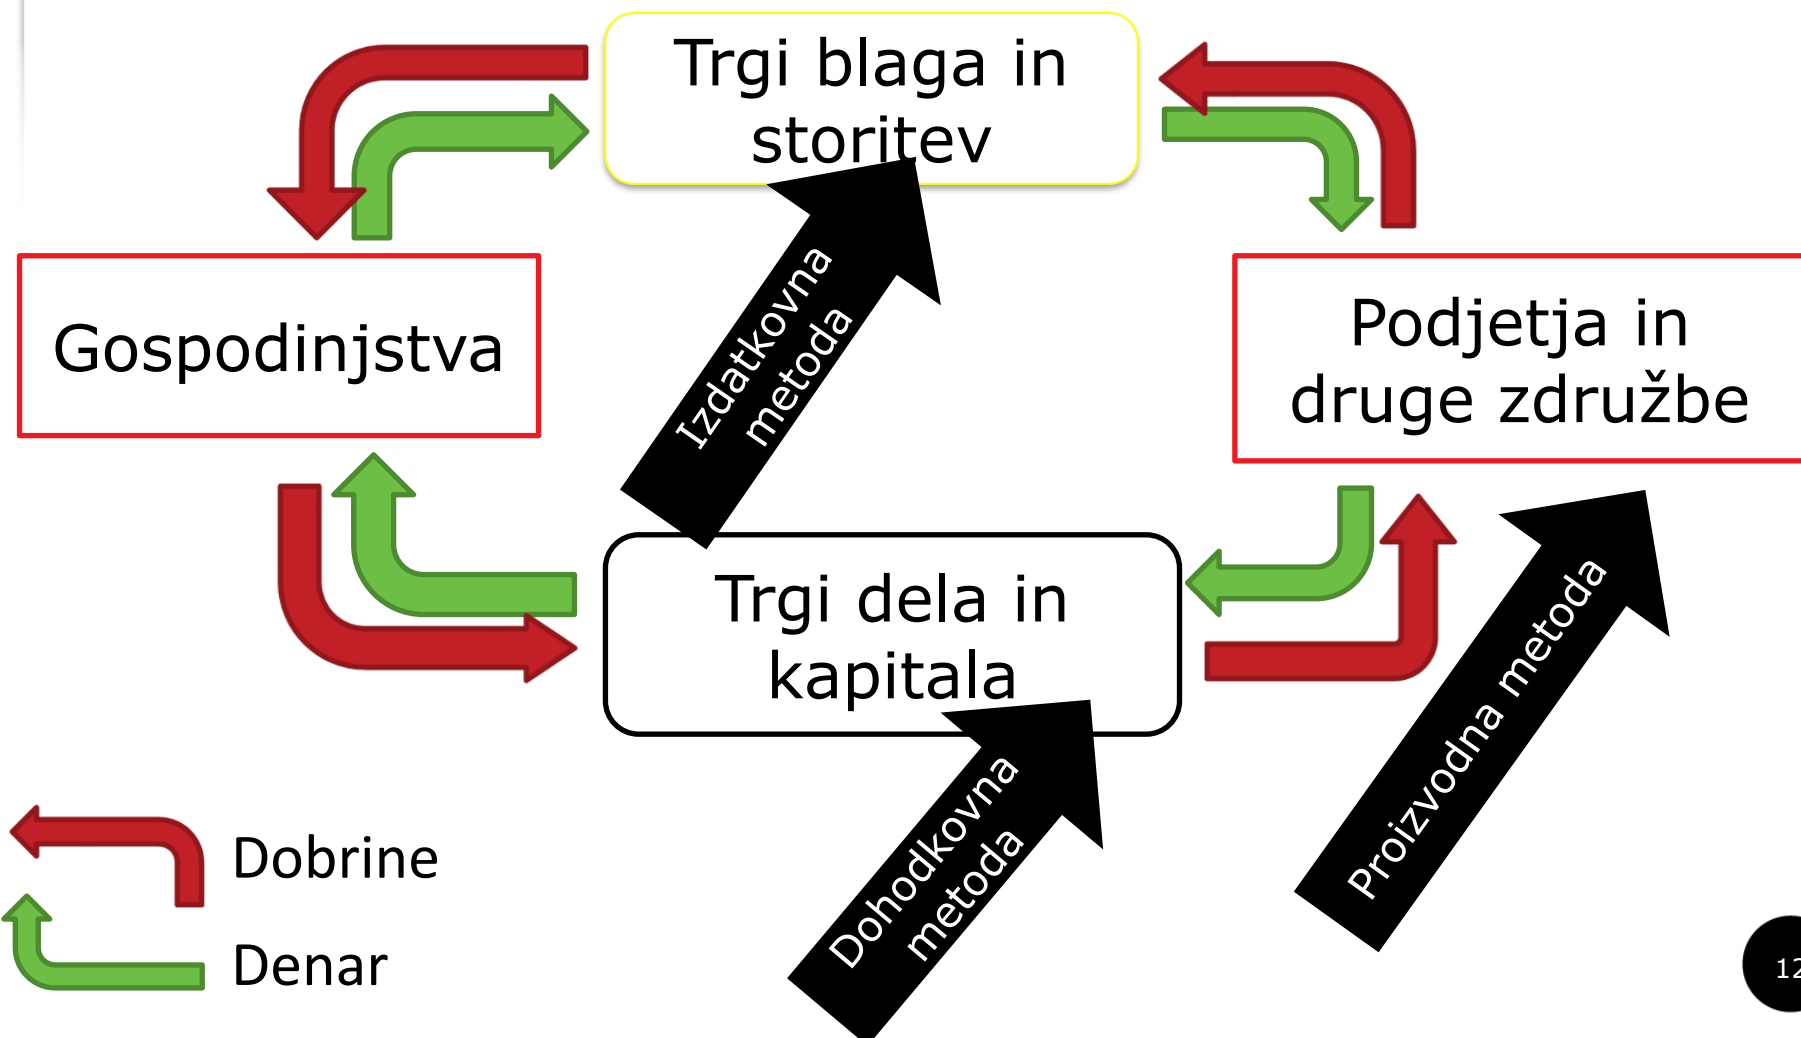 Trgi blaga in
storitev
Gospodinjstva
Izdatkovna
metoda
Podjetja in
druge združbe
Trgi dela in
kapitala
Dohodkovna
metoda
Proizvodna metoda
Dobrine
Denar
12